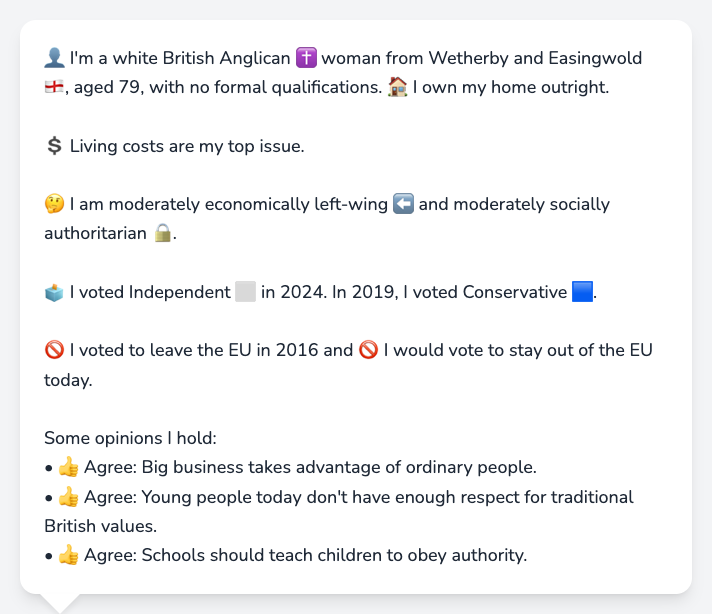 👤 I'm a white British Anglican ✝️ woman from Wetherby and Easingwold
🏴󠁧󠁢󠁥󠁮󠁧󠁿, aged 79, with no formal qualifications. 🏠 I own my home outright.
💲 Living costs are my top issue.
🤔 I am moderately economically left-wing ⬅️ and moderately socially
authoritarian 🔒.
🗳️ I voted Independent ⬜ in 2024. In 2019, I voted Conservative 🟦.
🚫 I voted to leave the EU in 2016 and 🚫 I would vote to stay out of the EU
today.
Some opinions I hold:
• 👍 Agree: Big business takes advantage of ordinary people.
• 👍 Agree: Young people today don't have enough respect for traditional
British values.
• 👍 Agree: Schools should teach children to obey authority.